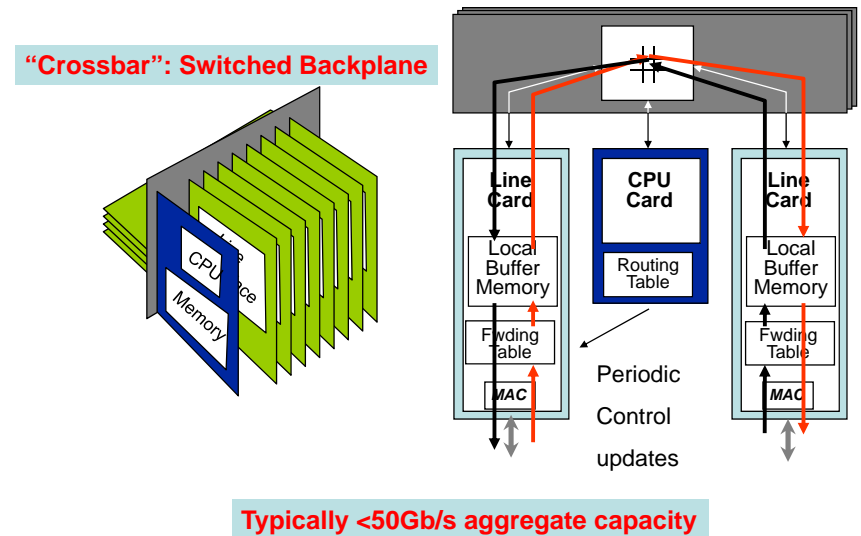 “Crossbar”: Switched Backplane
Line
Card
CPU
Card
Line
Card
Local
Buffer
Memory
Routing
Table
Local
Buffer
Memory
Fwding
Table
Fwding
Table
MAC
MAC
CPU
Memory
Periodic
Control
updates
Typically <50Gb/s aggregate capacity